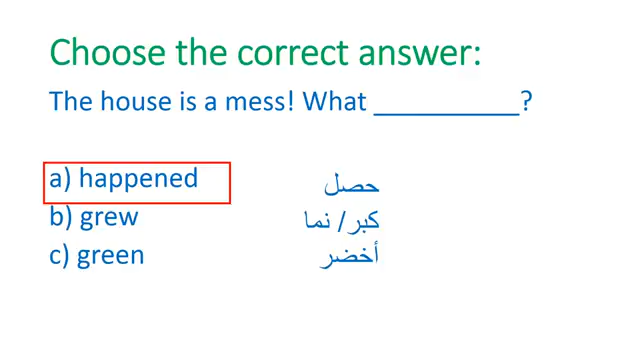 Choose the correct answer:
The house is a mess! What __________?
a) happened حصل
b) grew كبر/ نما
c) green أخضر